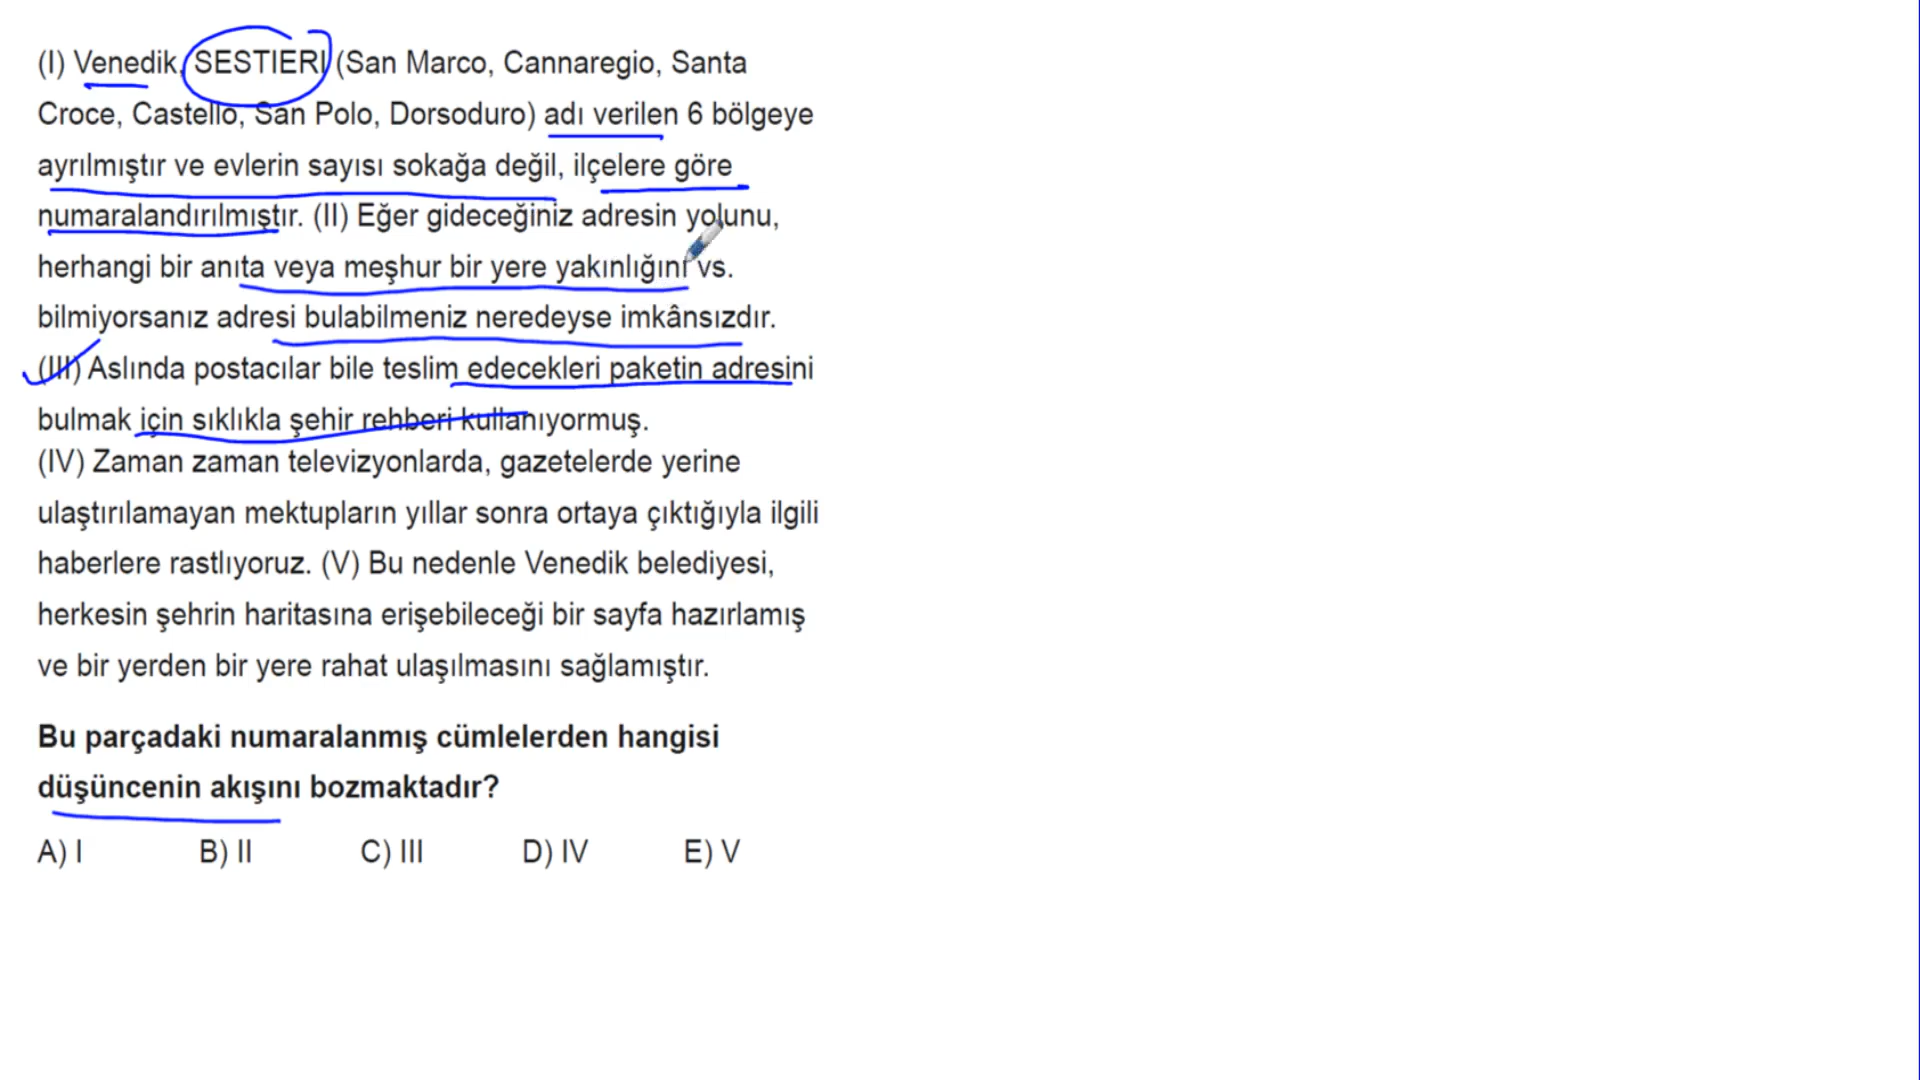 (I) Venedik, SESTIERI (San Marco, Cannaregio, Santa
Croce, Castello, San Polo, Dorsoduro) adı verilen 6 bölgeye
ayrılmıştır ve evlerin sayısı sokağa değil, ilçelere göre
numaralandırılmıştır. (II) Eğer gideceğiniz adresin yolunu,
herhangi bir anıta veya meşhur bir yere yakınlığını vs.
bilmiyorsanız adresi bulabilmeniz neredeyse imkânsızdır.
(III) Aslında postacılar bile teslim edecekleri paketin adresini
bulmak için sıklıkla şehir rehberi kullanıyormuş.
(IV) Zaman zaman televizyonlarda, gazetelerde yerine
ulaştırılamayan mektupların yıllar sonra ortaya çıktığıyla ilgili
haberlere rastlıyoruz. (V) Bu nedenle Venedik belediyesi,
herkesin şehrin haritasına erişebileceği bir sayfa hazırlamış
ve bir yerden bir yere rahat ulaşılmasını sağlamıştır.
Bu parçadaki numaralanmış cümlelerden hangisi
düşüncenin akışını bozmaktadır?
A) I B) II C) III D) IV E) V